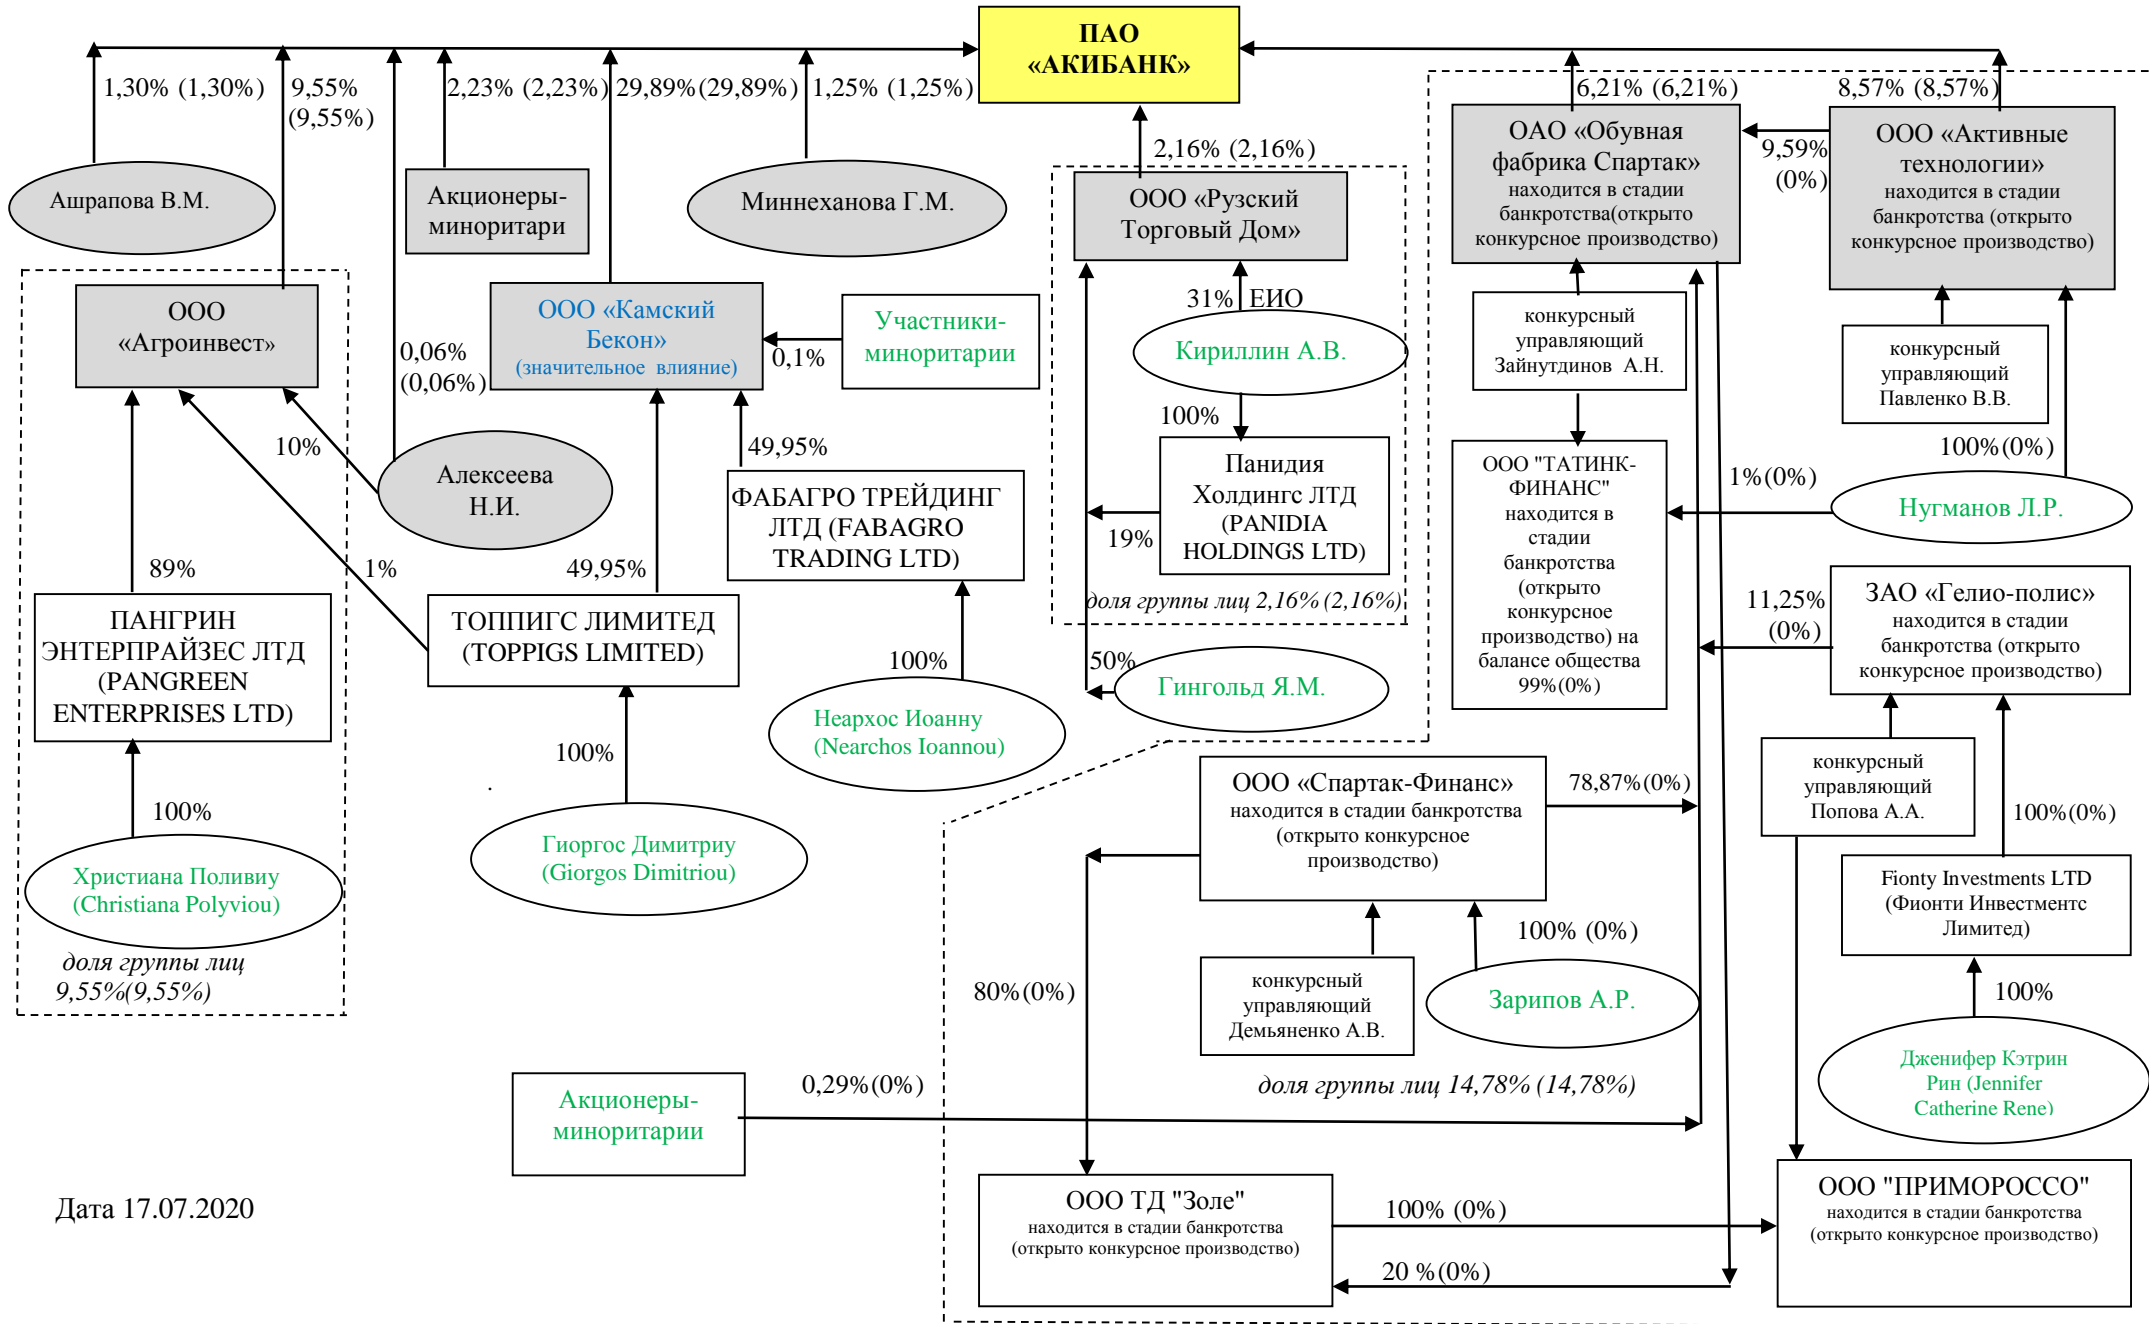 ПАО
«АКИБАНК»
1,30% (1,30%)
9,55%
(9,55%)
2,23% (2,23%)
29,89% (29,89%)
1,25% (1,25%)
6,21% (6,21%)
8,57% (8,57%)
2,16% (2,16%)
Ашрапова В.М.
Акционеры-
миноритари
Миннеханова Г.М.
ООО «Рузский
Торговый Дом»
ОАО «Обувная
фабрика Спартак»
находится в стадии
банкротства(открыто
конкурсное производство)
9,59%
(0%)
ООО «Активные
технологии»
находится в стадии
банкротства (открыто
конкурсное производство)
ООО
«Агроинвест»
0,06%
(0,06%)
ООО «Камский
Бекон»
(значительное влияние)
0,1%
Участники-
миноритарии
31% ЕИО
Кириллин А.В.
100%
конкурсный
управляющий
Зайнутдинов А.Н.
конкурсный
управляющий
Павленко В.В.
10%
Алексеева
Н.И.
49,95%
ФАБАГРО ТРЕЙДИНГ
ЛТД (FABAGRO
TRADING LTD)
Панидия
Холдингс ЛТД
(PANIDIA
HOLDINGS LTD)
19%
ООО "ТАТИНК-
ФИНАНС"
находится в
стадии
банкротства
(открыто
конкурсное
производство) на
балансе общества
99%(0%)
100%(0%)
1%(0%)
Нугманов Л.Р.
89%
1%
49,95%
доля группы лиц 2,16% (2,16%)
11,25%
(0%)
ЗАО «Гелио-полис»
находится в стадии
банкротства (открыто
конкурсное производство)
ПАНГРИН
ЭНТЕРПРАЙЗЕС ЛТД
(PANGREEN
ENTERPRISES LTD)
ТОППИГС ЛИМИТЕД
(TOPPIGS LIMITED)
100%
50%
Гингольд Я.М.
Неархос Иоанну
(Nearchos Ioannou)
100%
100%
Христиана Поливиу
(Christiana Polyviou)
доля группы лиц
9,55%(9,55%)
Гиоргос Димитриу
(Giorgos Dimitriou)
ООО «Спартак-Финанс»
находится в стадии банкротства
(открыто конкурсное
производство)
78,87%(0%)
конкурсный
управляющий
Попова А.А.
100%(0%)
Fionty Investments LTD
(Фионти Инвестментс
Лимитед)
100%
80%(0%)
конкурсный
управляющий
Демьяненко А.В.
100% (0%)
Зарипов А.Р.
Дженифер Кэтрин
Рин (Jennifer
Catherine Rene)
доля группы лиц 14,78% (14,78%)
Акционеры-
миноритарии
0,29%(0%)
Дата 17.07.2020
ООО ТД "Золе"
находится в стадии банкротства
(открыто конкурсное производство)
100% (0%)
20 %(0%)
ООО "ПРИМОРОССО"
находится в стадии банкротства
(открыто конкурсное производство)